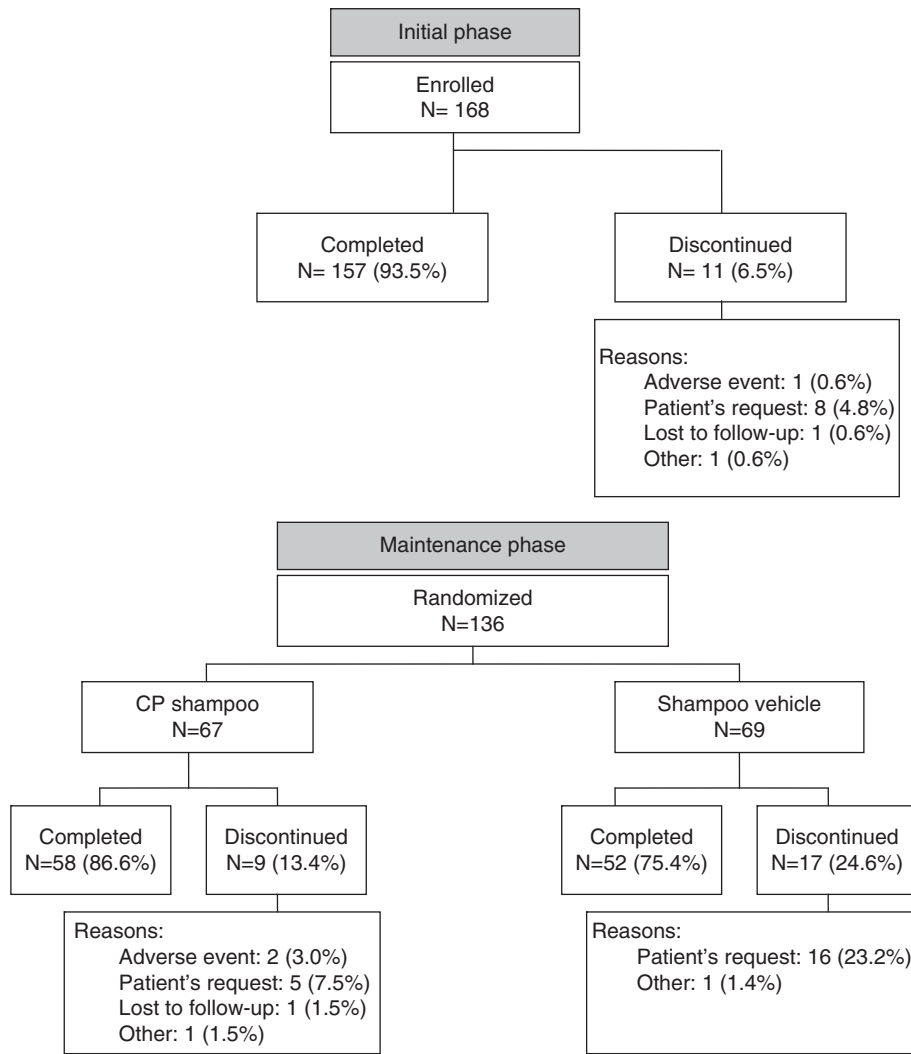 Initial phase
Enrolled
N= 168
Completed
N= 157 (93.5%)
Discontinued
N= 11 (6.5%)
Reasons:
Adverse event: 1 (0.6%)
Patient's request: 8 (4.8%)
Lost to follow-up: 1 (0.6%)
Other: 1 (0.6%)
Maintenance phase
Randomized
N=136
CP shampoo
N=67
Shampoo vehicle
N=69
Completed
N=58 (86.6%)
Discontinued
N=9 (13.4%)
Completed
N=52 (75.4%)
Discontinued
N=17 (24.6%)
Reasons:
Adverse event: 2 (3.0%)
Patient's request: 5 (7.5%)
Lost to follow-up: 1 (1.5%)
Other: 1 (1.5%)
Reasons:
Patient's request: 16 (23.2%)
Other: 1 (1.4%)